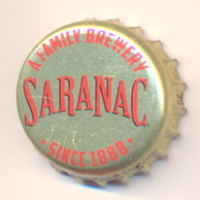 A FAMILY BREWERY
SARANAC
• SINCE 1888 •